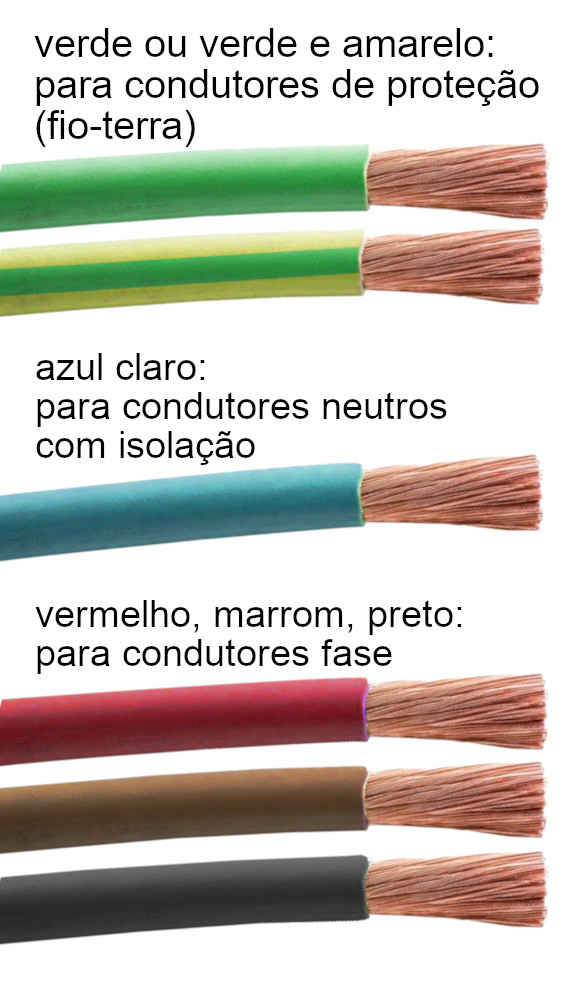 verde ou verde e amarelo:
para condutores de proteção
(fio-terra)
azul claro:
para condutores neutros
com isolação
vermelho, marrom, preto:
para condutores fase